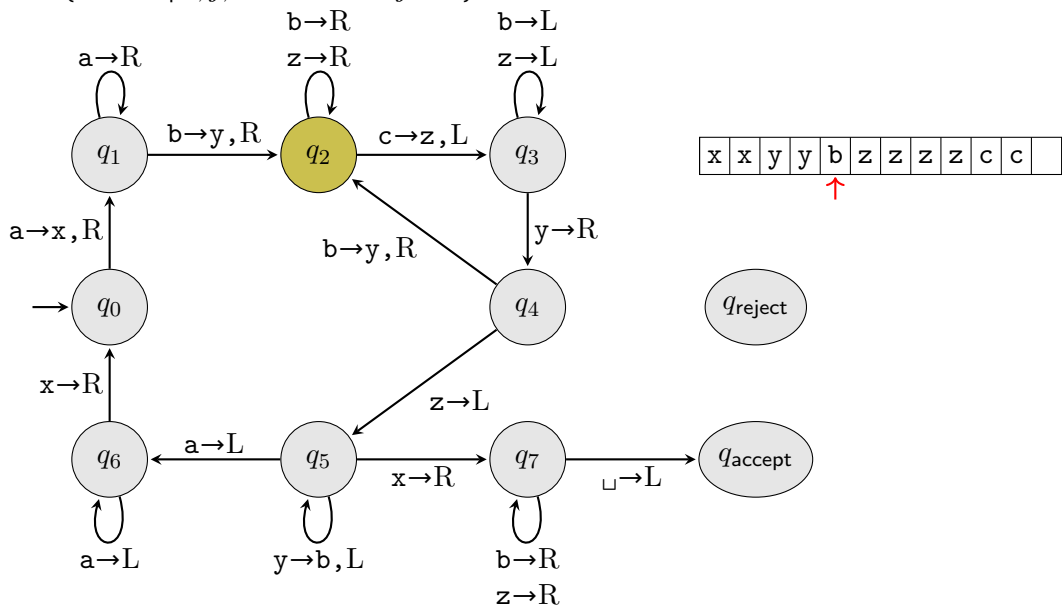 b→R
b→L
z→R
z→L
a→R
q1
b→y,R
q2
c→z,L
q3
x x y y b z z z z c c
↑
a→x,R
b→y,R
y→R
q0
q4
qreject
x→R
z→L
q6
a→L
q5
x→R
q7
␣→L
qaccept
a→L
y→b,L
b→R
z→R